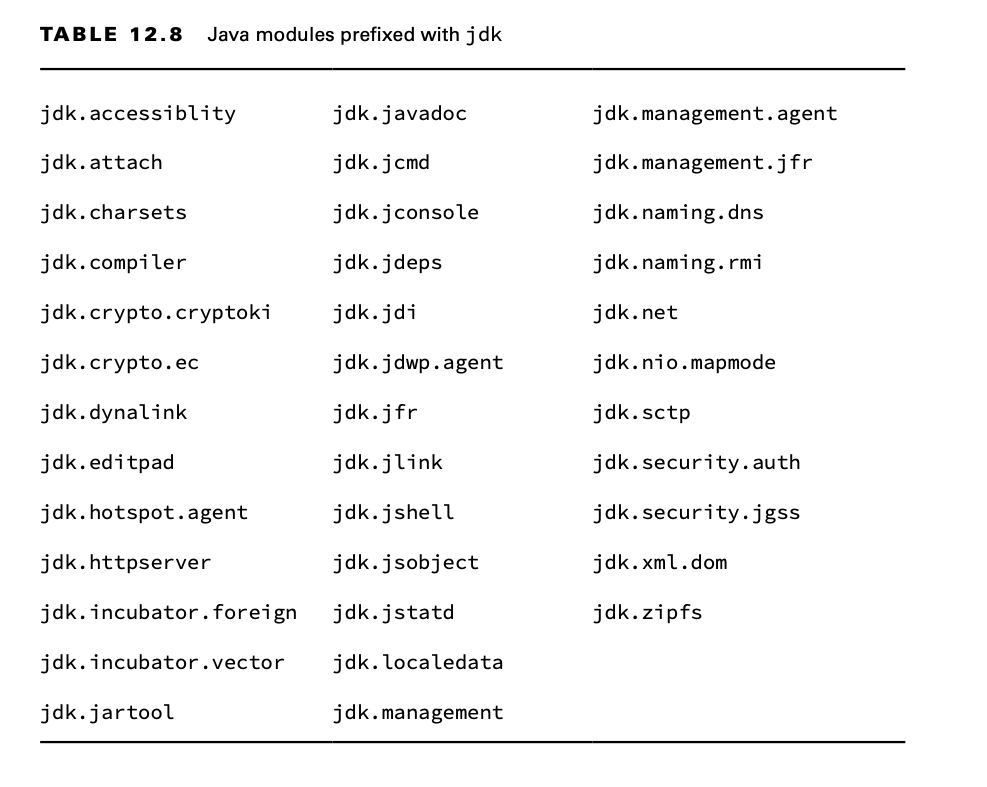 TABLE 12.8 Java modules prefixed with jdk
jdk.accessiblity jdk.javadoc jdk.management.agent
jdk.attach jdk.jcmd jdk.management.jfr
jdk.charsets jdk.jconsole jdk.naming.dns
jdk.compiler jdk.jdeps jdk.naming.rmi
jdk.crypto.cryptoki jdk.jdi jdk.net
jdk.crypto.ec jdk.jdwp.agent jdk.nio.mapmode
jdk.dynalink jdk.jfr jdk.sctp
jdk.editpad jdk.jlink jdk.security.auth
jdk.hotspot.agent jdk.jshell jdk.security.jgss
jdk.httpserver jdk.jsobject jdk.xml.dom
jdk.incubator.foreign jdk.jstatd jdk.zipfs
jdk.incubator.vector jdk.localedata
jdk.jartool jdk.management